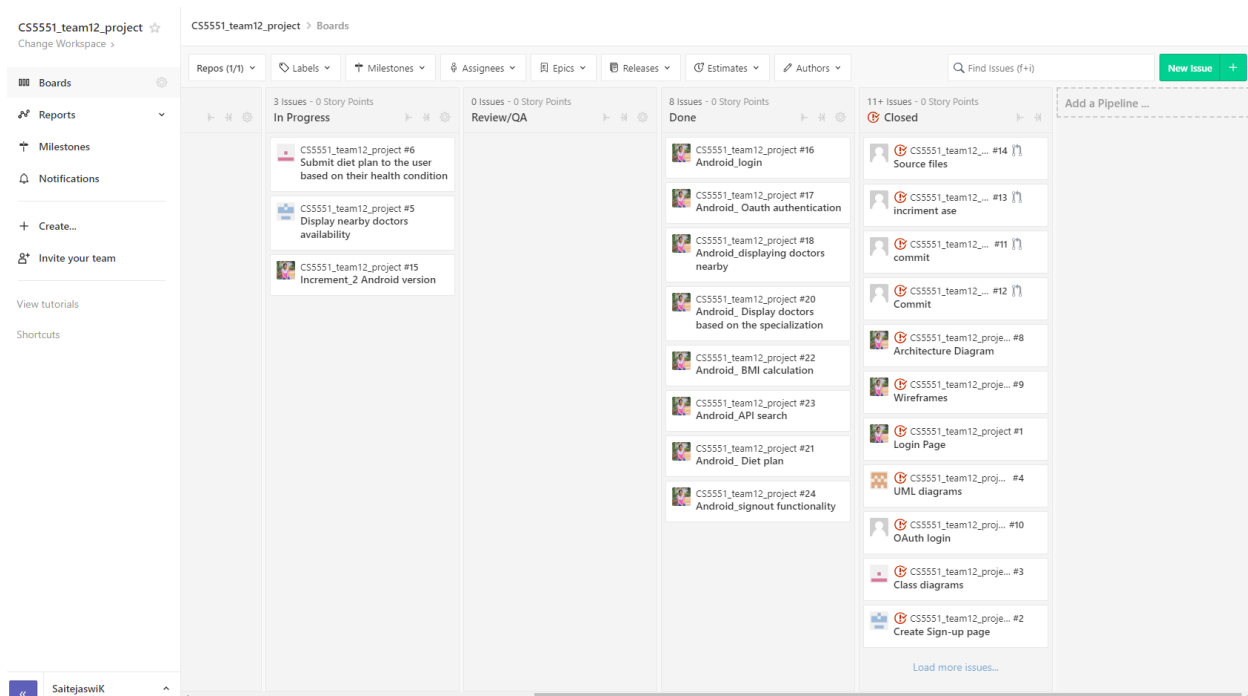 CS5551_team12_project
Change Workspace >
Boards
Reports
Milestones
Notifications
Create...
Invite your team
View tutorials
Shortcuts
SaitejaswiK
CS5551_team12_project > Boards
Repos (1/1)
Labels
Milestones
Assignees
Epics
Releases
Estimates
Authors
Find Issues (f+i)
New Issue
+
3 Issues - 0 Story Points
In Progress
CS5551_team12_project #6
Submit diet plan to the user
based on their health condition
CS5551_team12_project #5
Display nearby doctors
availability
CS5551_team12_project #15
Increment_2 Android version
0 Issues - 0 Story Points
Review/QA
8 Issues - 0 Story Points
Done
CS5551_team12_project #16
Android_login
CS5551_team12_project #17
Android_ Oauth authentication
CS5551_team12_project #18
Android_displaying doctors
nearby
CS5551_team12_project #20
Android_ Display doctors
based on the specialization
CS5551_team12_project #22
Android_ BMI calculation
CS5551_team12_project #23
Android_API search
CS5551_team12_project #21
Android_ Diet plan
CS5551_team12_project #24
Android_signout functionality
11+ Issues - 0 Story Points
Closed
CS5551_team12_... #14
Source files
CS5551_team12_... #13
incriment ase
CS5551_team12_... #11
commit
CS5551_team12_... #12
Commit
CS5551_team12_proje... #8
Architecture Diagram
CS5551_team12_proje... #9
Wireframes
CS5551_team12_project #1
Login Page
CS5551_team12_proj... #4
UML diagrams
CS5551_team12_proj... #10
OAuth login
CS5551_team12_proje... #3
Class diagrams
CS5551_team12_proje... #2
Create Sign-up page
Load more issues...
Add a Pipeline ...